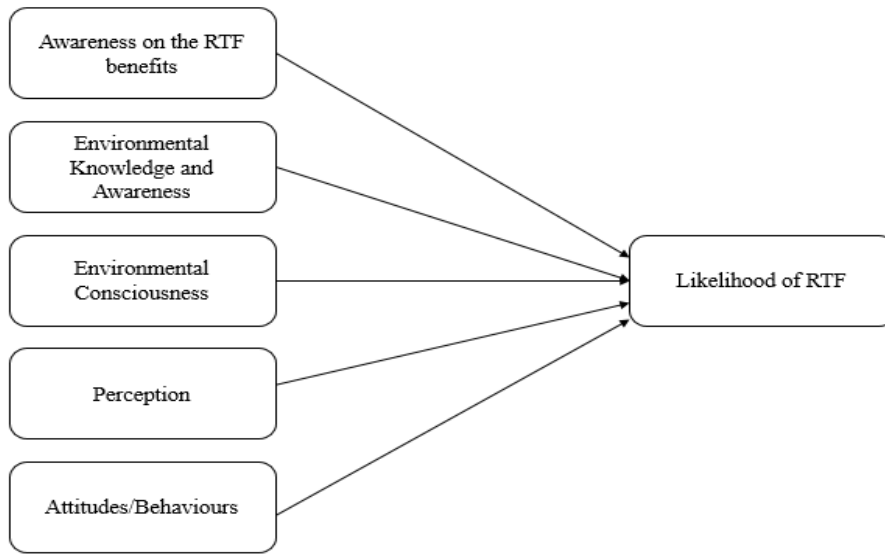 Awareness on the RTF
benefits
Environmental
Knowledge and
Awareness
Environmental
Consciousness
Perception
Attitudes/Behaviours
Likelihood of RTF